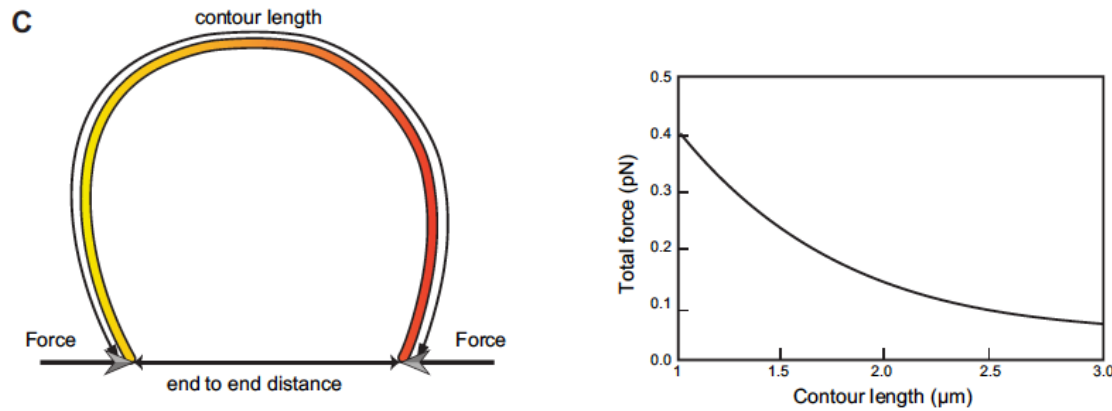 C
contour length
Force
Force
end to end distance
Total force (pN)
0.5
0.4
0.3
0.2
0.1
0.0
1
1.5
2.0
2.5
3.0
Contour length (µm)